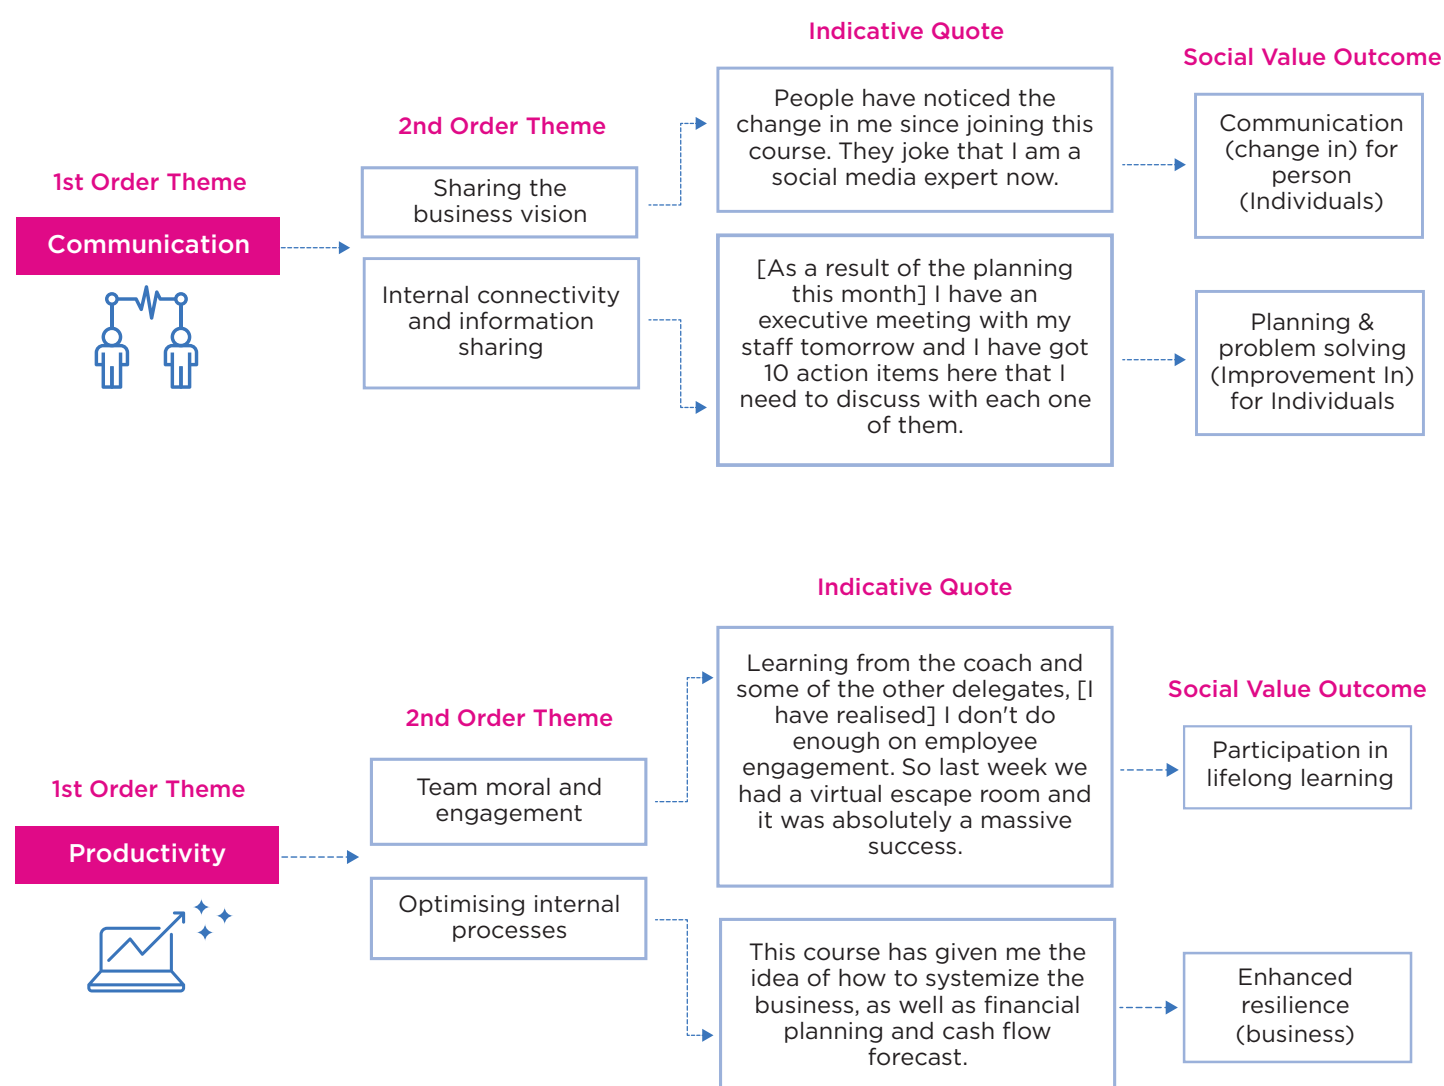 Indicative Quote
Social Value Outcome
2nd Order Theme
1st Order Theme
Communication
Sharing the
business vision
Internal connectivity
and information
sharing
People have noticed the
change in me since joining this
course. They joke that I am a
social media expert now.
[As a result of the planning
this month] I have an
executive meeting with my
staff tomorrow and I have got
10 action items here that I
need to discuss with each one
of them.
Communication
(change in) for
person
(Individuals)
Planning &
problem solving
(Improvement In)
for Individuals
Indicative Quote
Social Value Outcome
2nd Order Theme
1st Order Theme
Productivity
Team moral and
engagement
Optimising internal
processes
Learning from the coach and
some of the other delegates, [I
have realised] I don't do
enough on employee
engagement. So last week we
had a virtual escape room and
it was absolutely a massive
success.
This course has given me the
idea of how to systemize the
business, as well as financial
planning and cash flow
forecast.
Participation in
lifelong learning
Enhanced
resilience
(business)